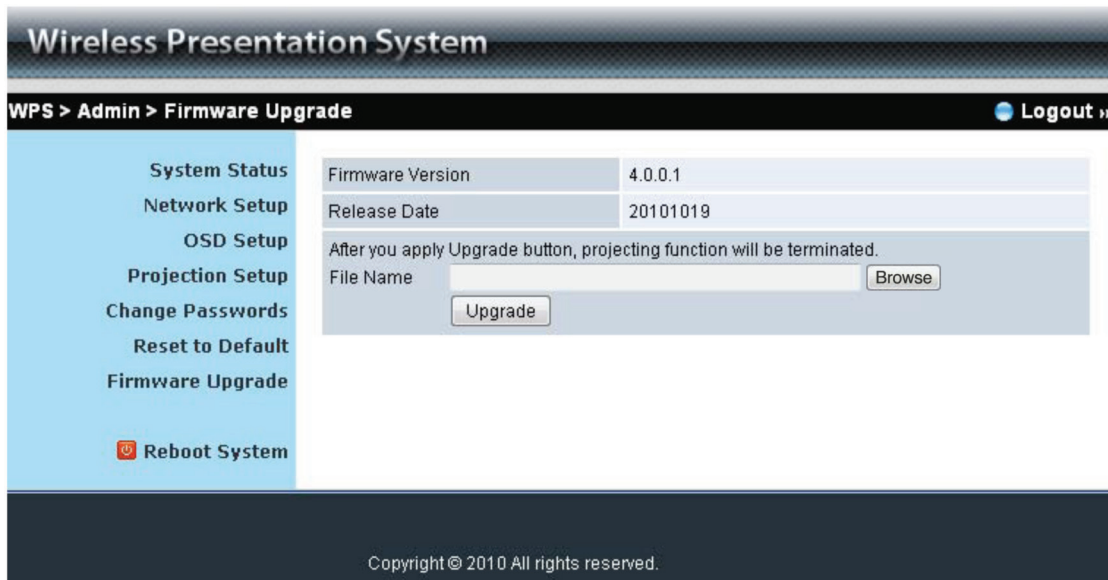 Wireless Presentation System
WPS > Admin > Firmware Upgrade
Logout »
System Status
Network Setup
OSD Setup
Projection Setup
Change Passwords
Reset to Default
Firmware Upgrade
Reboot System
Firmware Version 4.0.0.1
Release Date 20101019
After you apply Upgrade button, projecting function will be terminated.
File Name Browse
Upgrade
Copyright © 2010 All rights reserved.